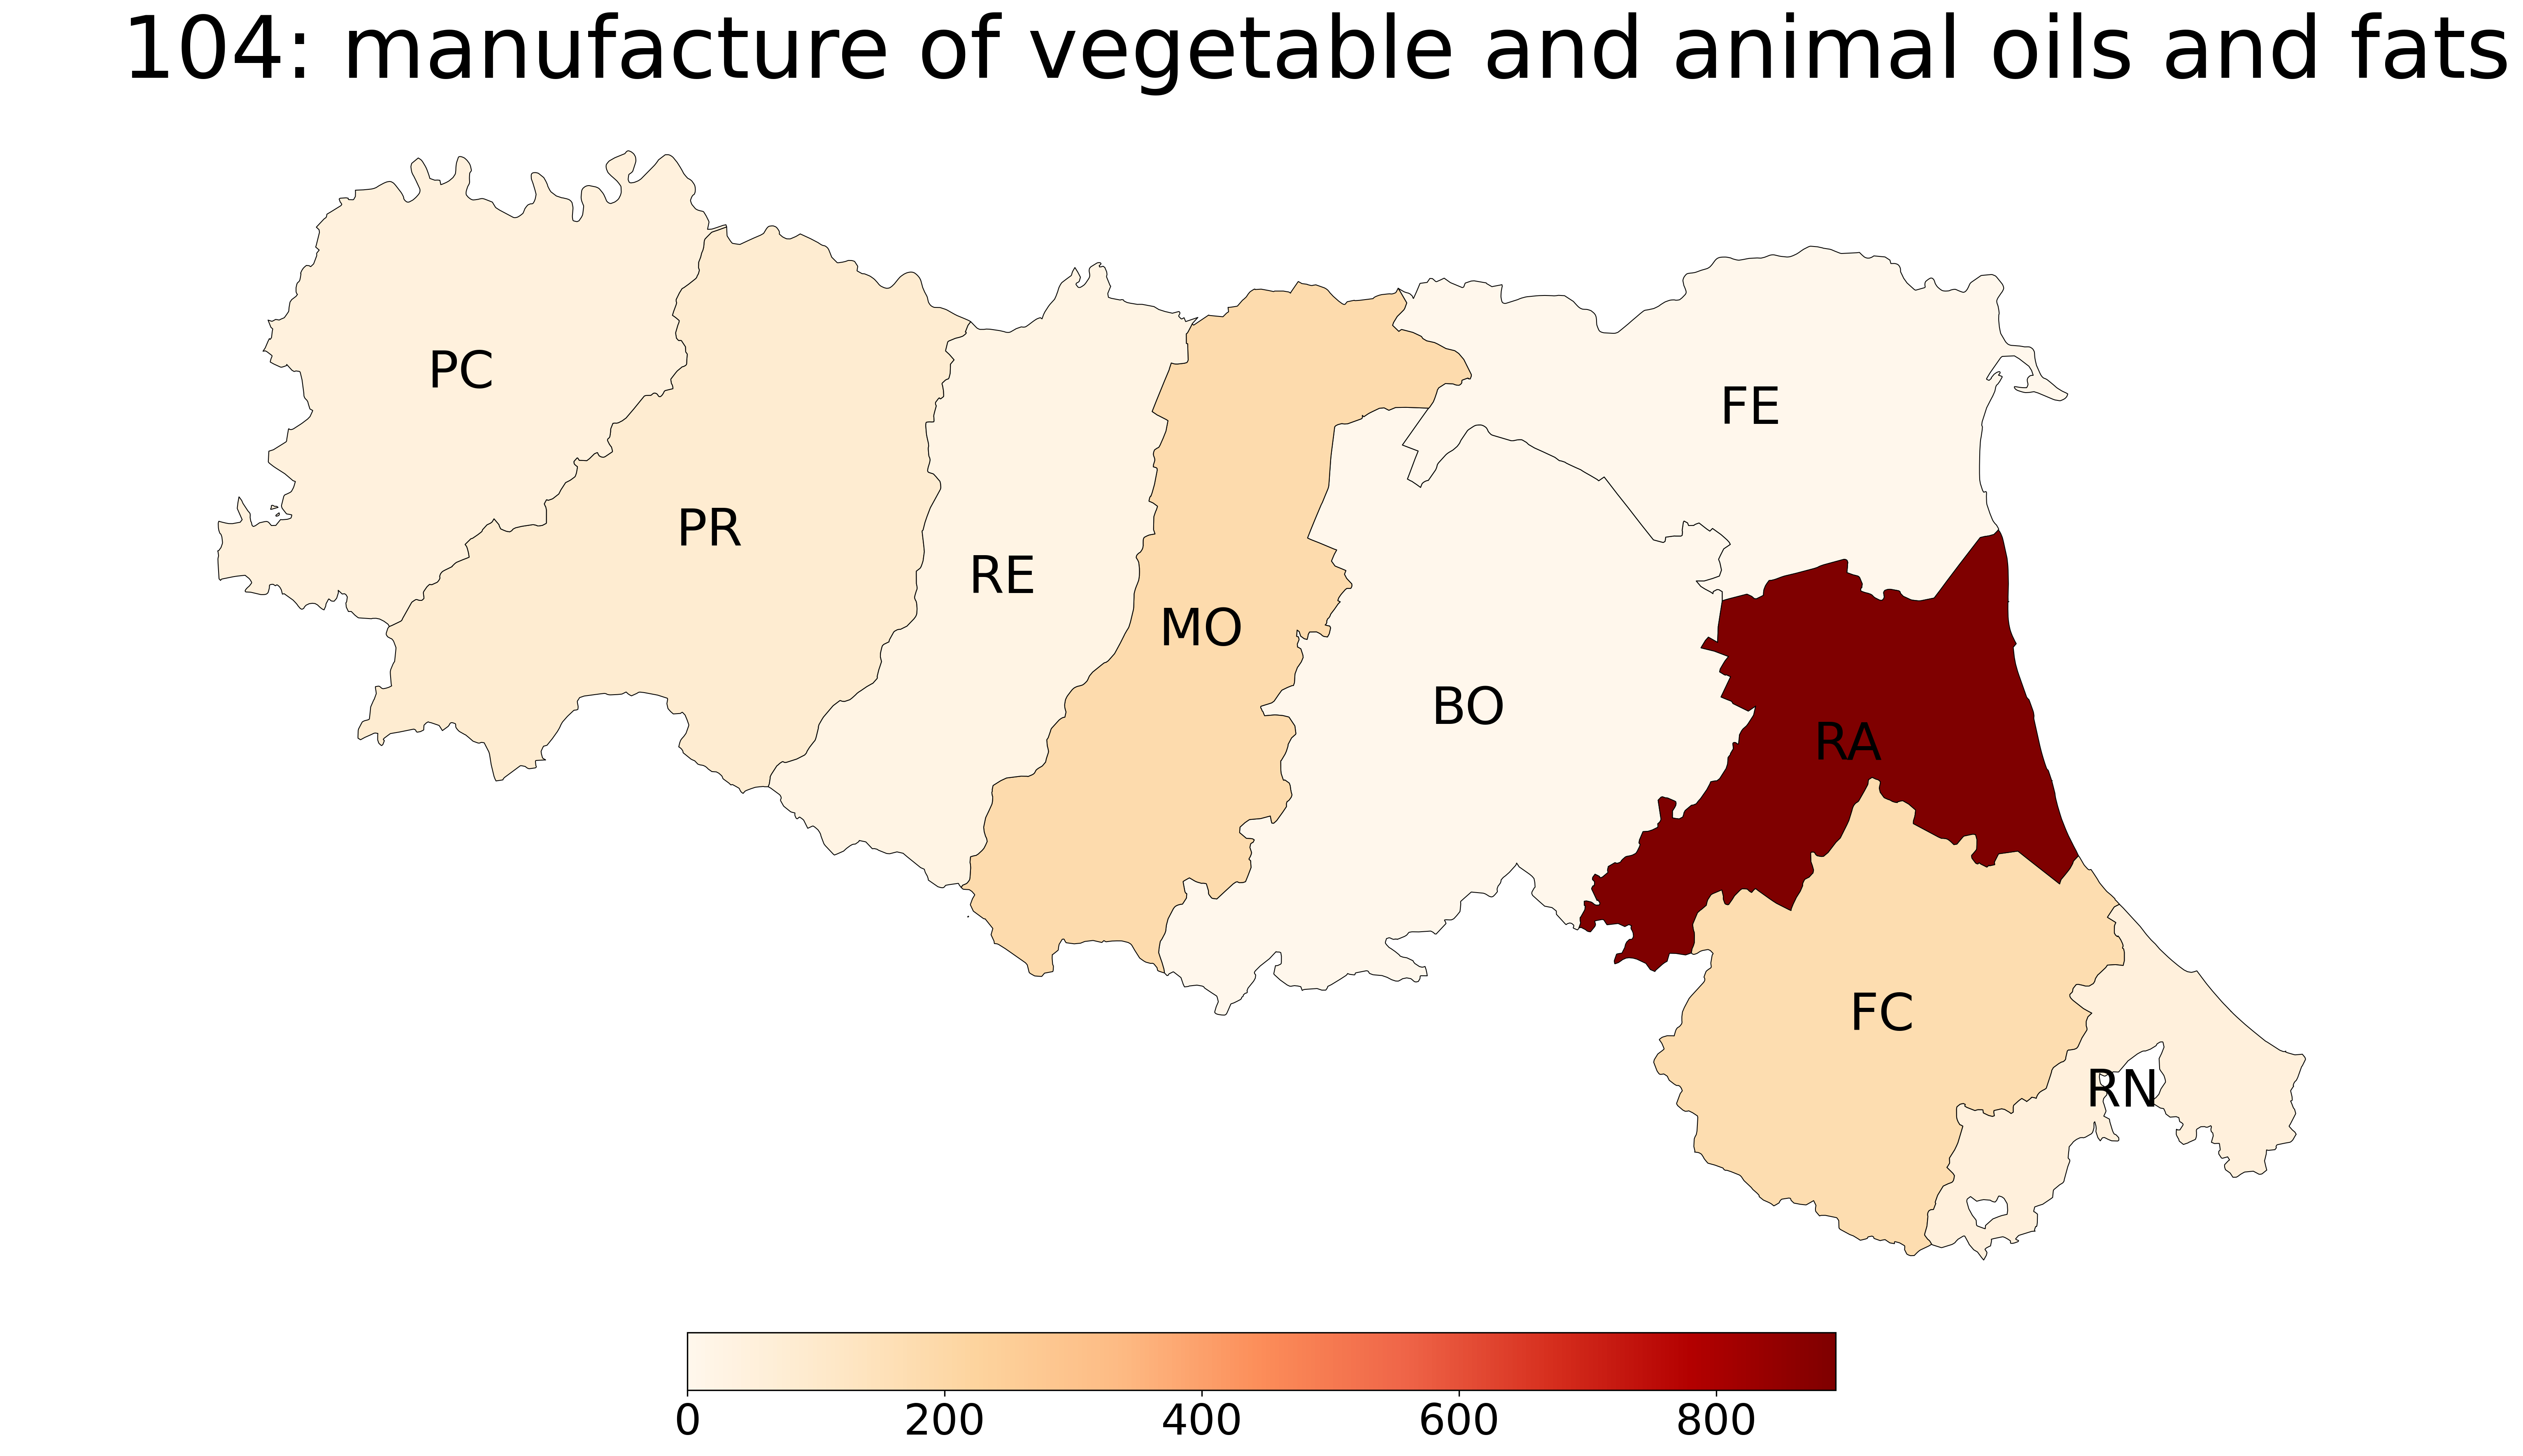 104: manufacture of vegetable and animal oils and fats
PC
FE
PR
RE
MO
BO
RA
FC
RN
0 200 400 600 800